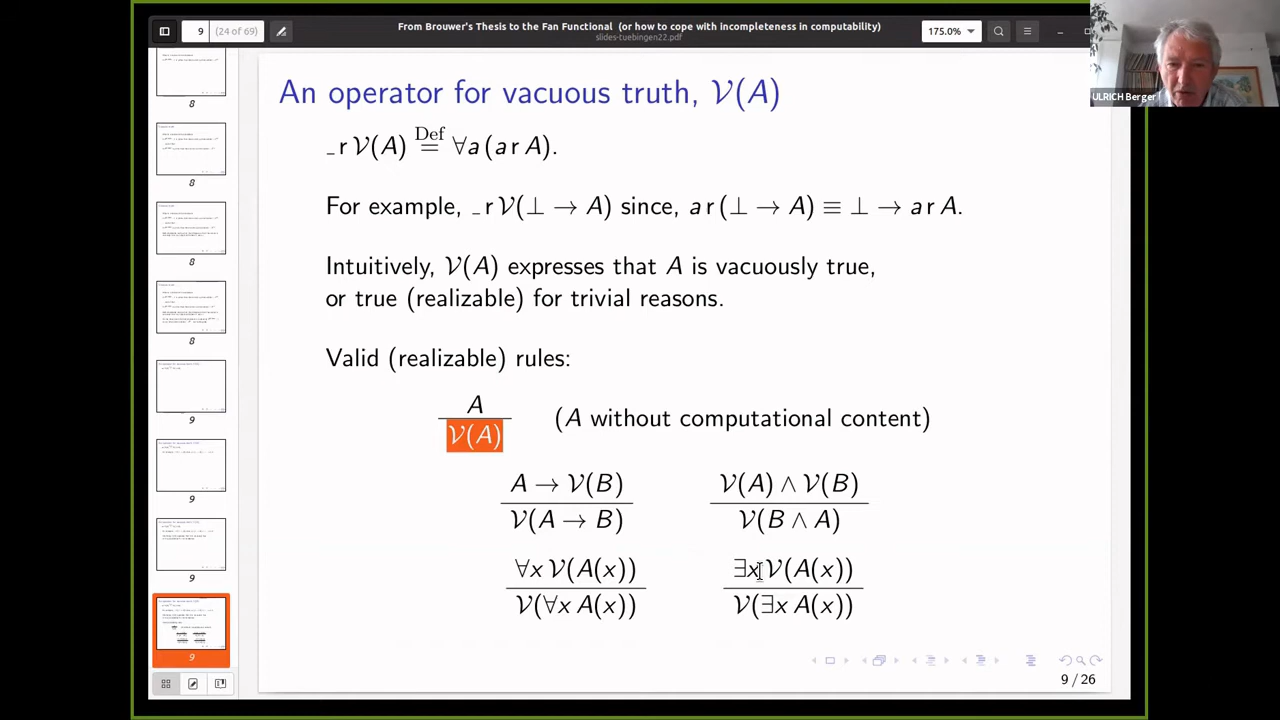 From Brouwer's Thesis to the Fan Functional (or how to cope with incompleteness in computability)
slides-tuebingen22.pdf
9 (24 of 69)
175.0%
ULRICH Berger
8
8
8
9
9
9
9
An operator for vacuous truth, 𝒱(A)
_ r 𝒱(A) Def= ∀a (a r A).
For example, _ r 𝒱(⊥ → A) since, a r (⊥ → A) ≡ ⊥ → a r A.
Intuitively, 𝒱(A) expresses that A is vacuously true,
or true (realizable) for trivial reasons.
Valid (realizable) rules:
A
𝒱(A)
(A without computational content)
A → 𝒱(B)
𝒱(A → B)
𝒱(A) ∧ 𝒱(B)
𝒱(B ∧ A)
∀x 𝒱(A(x))
𝒱(∀x A(x))
∃x 𝒱(A(x))
𝒱(∃x A(x))
9 / 26